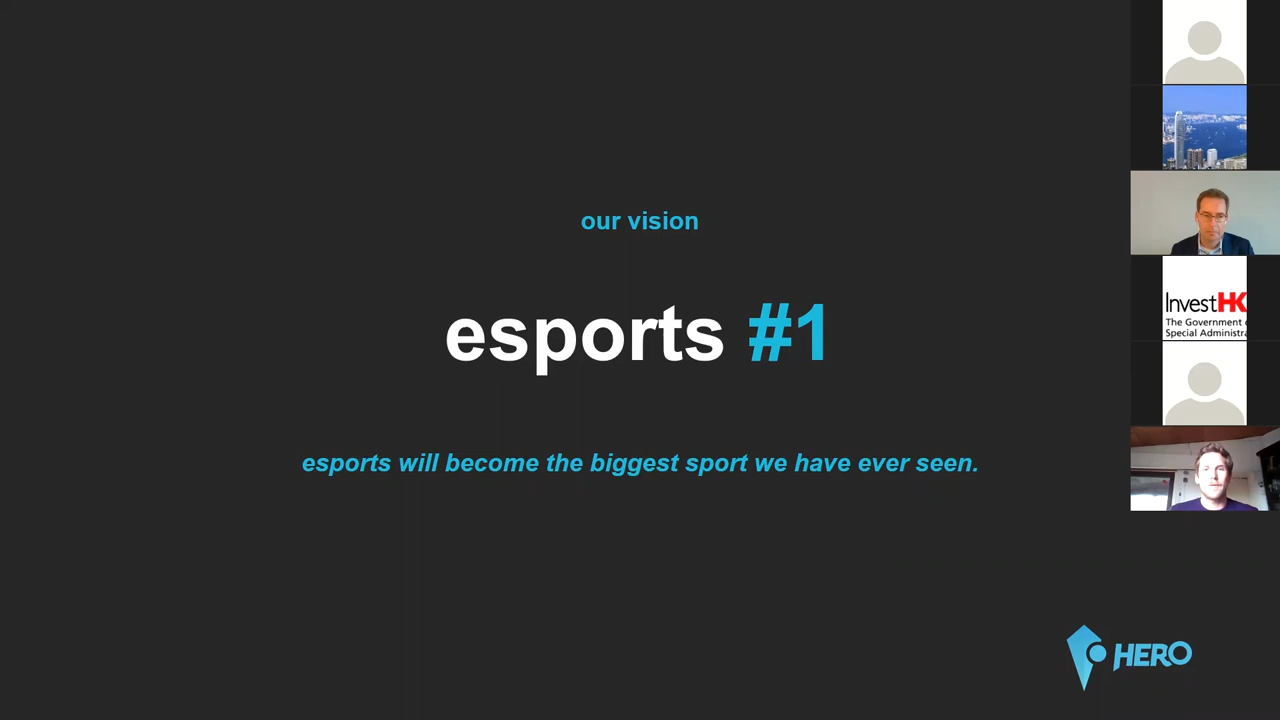 our vision
esports #1
esports will become the biggest sport we have ever seen.
InvestHK
The Government
Special Administra
HERO